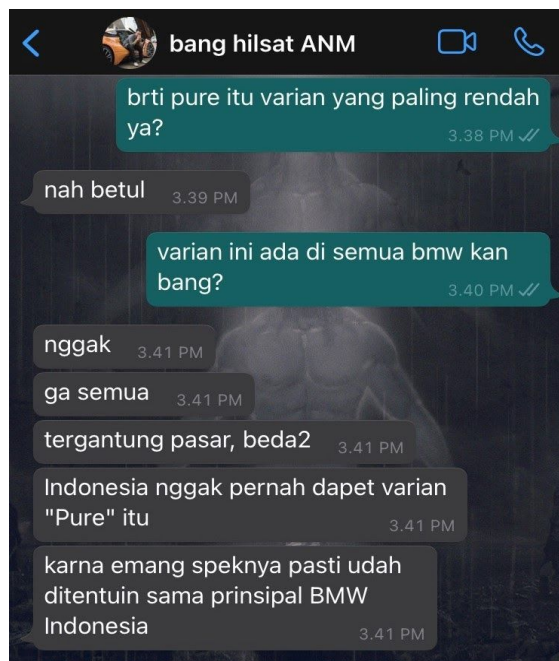 bang hilsat ANM
brti pure itu varian yang paling rendah
ya?
3.38 PM
nah betul
3.39 PM
varian ini ada di semua bmw kan
bang?
3.40 PM
nggak
3.41 PM
ga semua
3.41 PM
tergantung pasar, beda2
3.41 PM
Indonesia nggak pernah dapet varian
"Pure" itu
3.41 PM
karna emang speknya pasti udah
ditentuin sama prinsipal BMW
Indonesia
3.41 PM